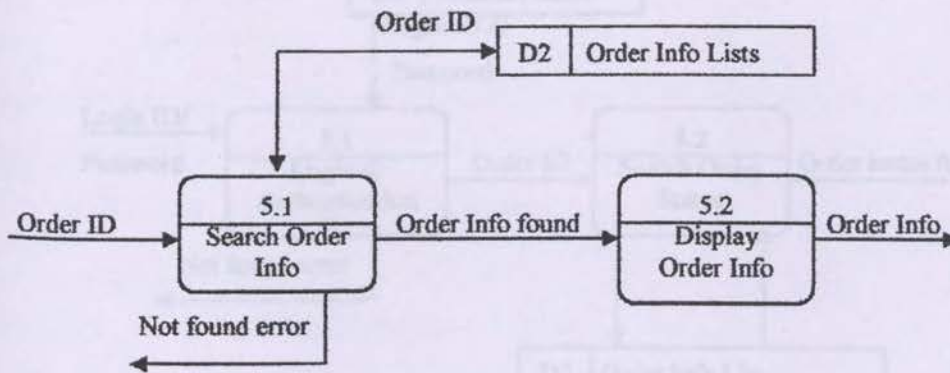 Order ID
D2 Order Info Lists
Order ID
5.1
Search Order
Info
Order Info found
5.2
Display
Order Info
Order Info
Not found error